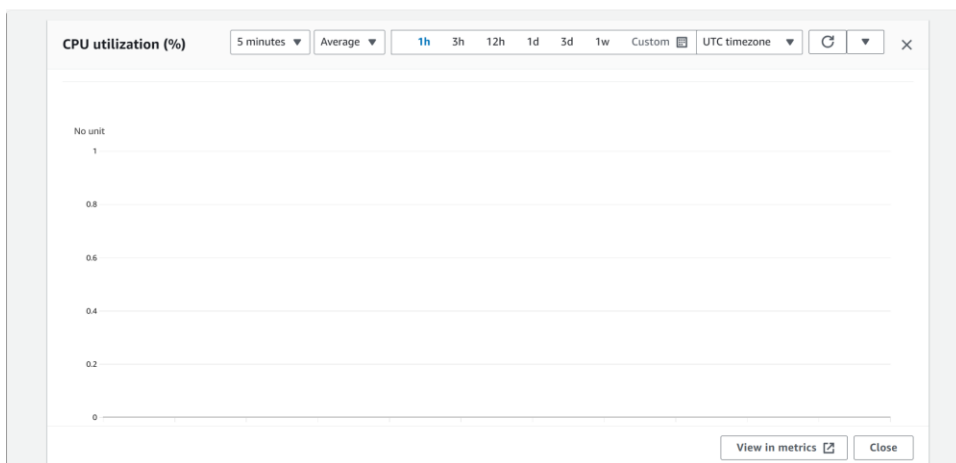 CPU utilization (%) 5 minutes Average 1h 3h 12h 1d 3d 1w Custom UTC timezone
No unit
1
0.8
0.6
0.4
0.2
0
View in metrics Close